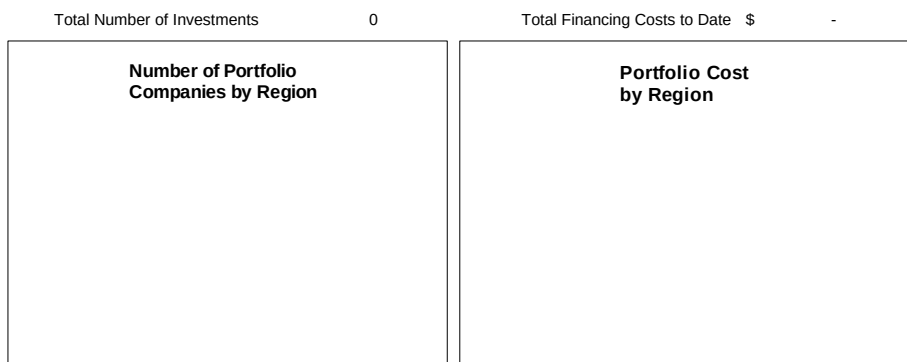 Total Number of Investments 0 Total Financing Costs to Date $ -
Number of Portfolio
Companies by Region
Portfolio Cost
by Region